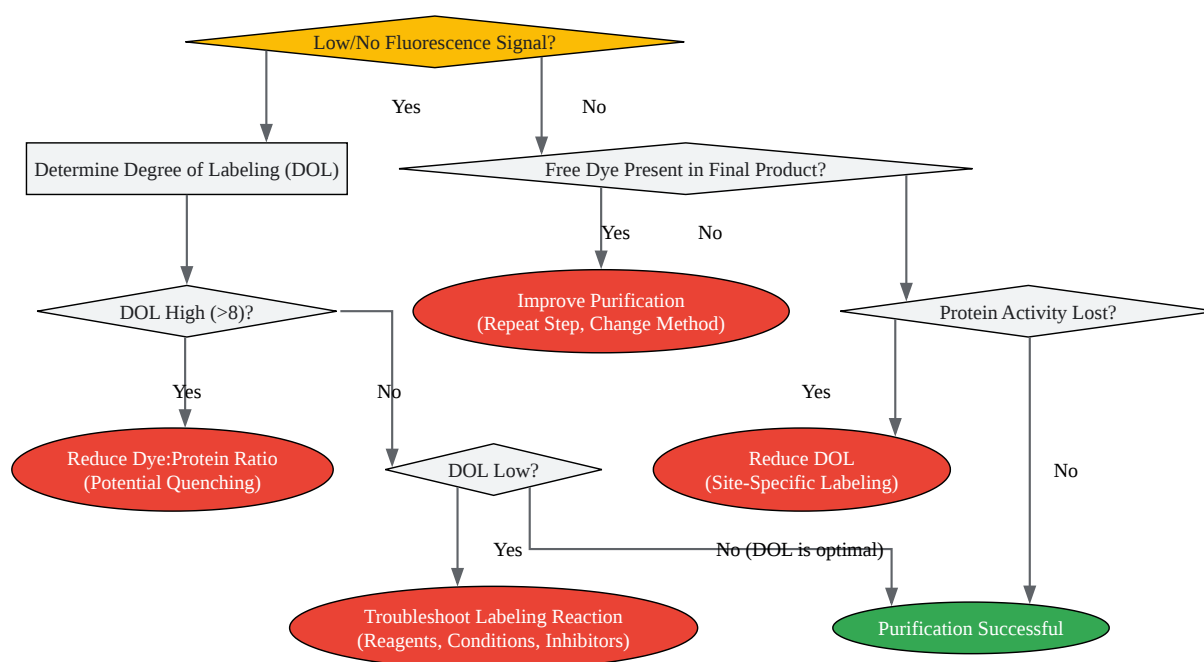 Low/No Fluorescence Signal?
Yes
No
Determine Degree of Labeling (DOL)
Free Dye Present in Final Product?
Yes
No
DOL High (>8)?
Improve Purification
(Repeat Step, Change Method)
Protein Activity Lost?
Yes
No
Yes
Reduce Dye:Protein Ratio
(Potential Quenching)
DOL Low?
Reduce DOL
(Site-Specific Labeling)
No
Yes
No (DOL is optimal)
Troubleshoot Labeling Reaction
(Reagents, Conditions, Inhibitors)
Purification Successful